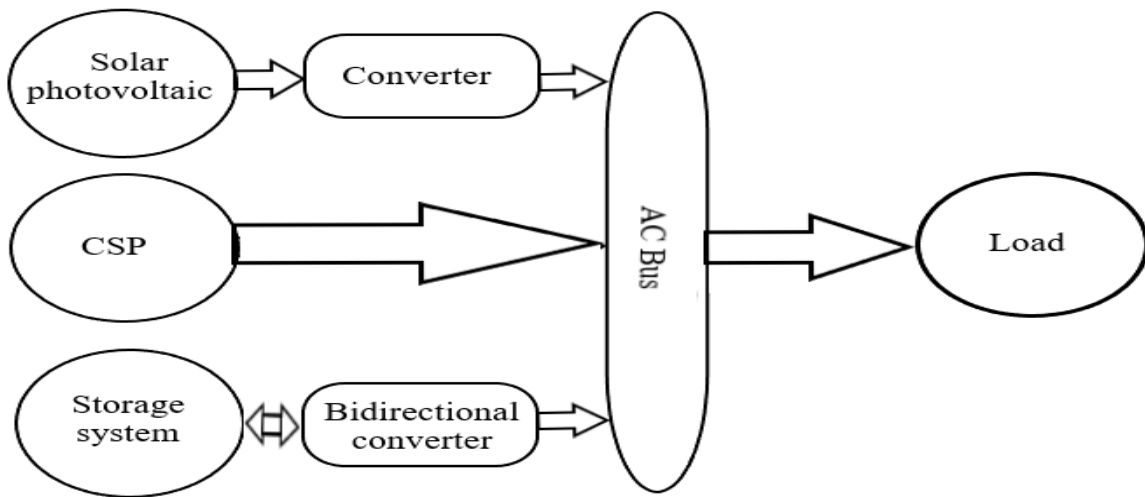 Solar
photovoltaic
Converter
CSP
AC Bus
Load
Storage
system
Bidirectional
converter